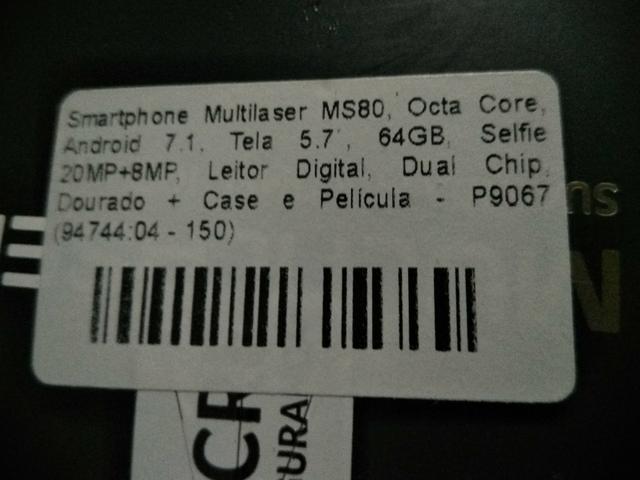 Smartphone Multilaser MS80, Octa Core,
Android 7.1, Tela 5.7', 64GB, Selfie
20MP+8MP, Leitor Digital, Dual Chip,
Dourado + Case e Película - P9067
(94744:04 - 150)